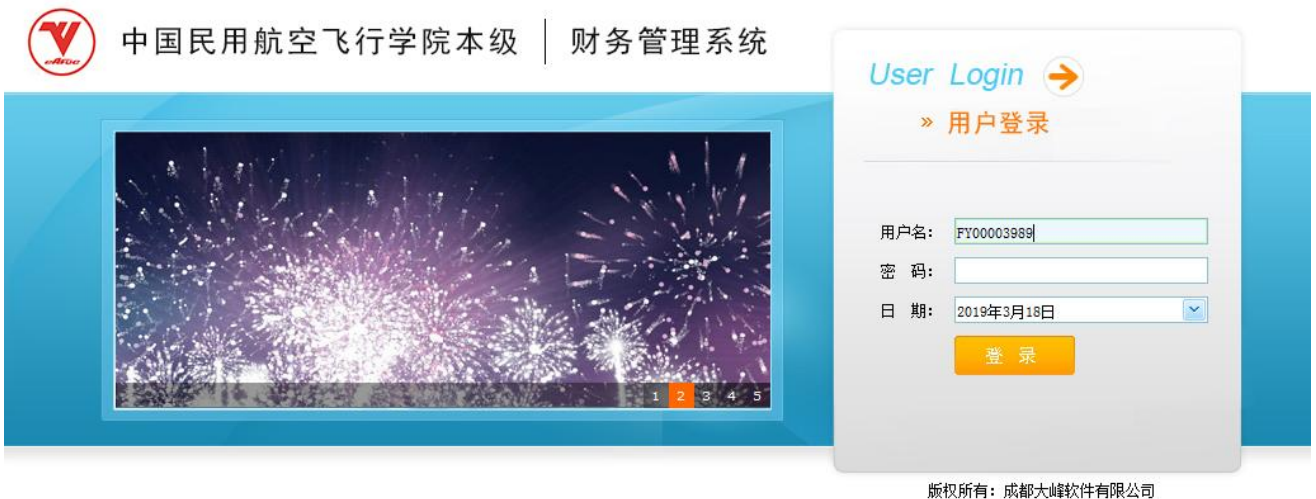 CAFUC
中国民用航空飞行学院本级 | 财务管理系统
User Login
» 用户登录
用户名: FY00003989
密 码:
日 期: 2019年3月18日
登 录
1 2 3 4 5
版权所有：成都大峰软件有限公司